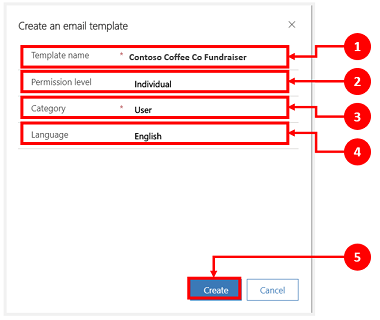 Create an email template
Template name * Contoso Coffee Co Fundraiser 1
Permission level Individual 2
Category * User 3
Language English 4
5
Create Cancel